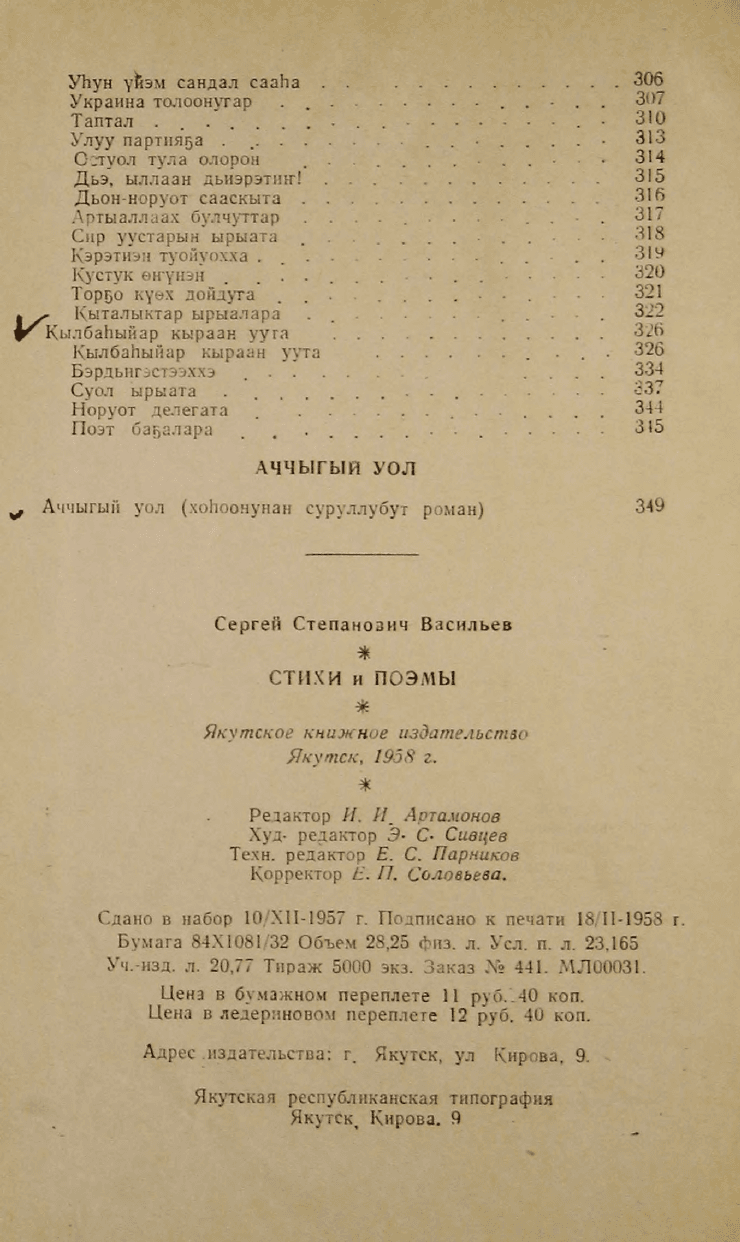 Уһун үйэм сандал сааһа . . . . . . . . . . . . . 306
Украина толоонугар . . . . . . . . . . . . . . 307
Таптал . . . . . . . . . . . . . . . . . . . 310
Улуу партияҕа . . . . . . . . . . . . . . . . 313
Остуол тула олорон . . . . . . . . . . . . . . 314
Дьэ, ыллаан дьиэрэтиҥ! . . . . . . . . . . . . 315
Дьон-норуот сааскыта . . . . . . . . . . . . . 316
Артыаллаах булчуттар . . . . . . . . . . . . . 317
Сир уустарын ырыата . . . . . . . . . . . . . 318
Кэрэтиэн туойуохха . . . . . . . . . . . . . . 319
Кустук өҥүнэн . . . . . . . . . . . . . . . . 320
Торҕо күөх дойдуга . . . . . . . . . . . . . . 321
Кыталыктар ырыалара . . . . . . . . . . . . . 322
Қылбаһыйар кыраан ууга . . . . . . . . . . . . 326
Қылбаһыйар кыраан уута . . . . . . . . . . . . 326
Бэрдьигэстээххэ . . . . . . . . . . . . . . . 334
Суол ырыата . . . . . . . . . . . . . . . . . 337
Норуот делегата . . . . . . . . . . . . . . . 344
Поэт баҕалара . . . . . . . . . . . . . . . . 345
АЧЧЫГЫЙ УОЛ
Аччыгый уол (хоһоонунан суруллубут роман) 349
Сергей Степанович Васильев
*
СТИХИ и ПОЭМЫ
*
Якутское книжное издательство
Якутск, 1958 г.
*
Редактор И. И. Артамонов
Худ- редактор Э- С- Сивцев
Техн. редактор Е. С. Парников
Корректор Е. П. Соловьева.
Сдано в набор 10/XII-1957 г. Подписано к печати 18/II-1958 г.
Бумага 84X1081/32 Объем 28,25 физ. л. Усл. п. л. 23,165
Уч.-изд. л. 20,77 Тираж 5000 экз. Заказ № 441. МЛ00031.
Цена в бумажном переплете 11 руб. 40 коп.
Цена в ледериновом переплете 12 руб. 40 коп.
Адрес издательства: г. Якутск, ул Кирова, 9.
Якутская республиканская типография
Якутск, Кирова. 9